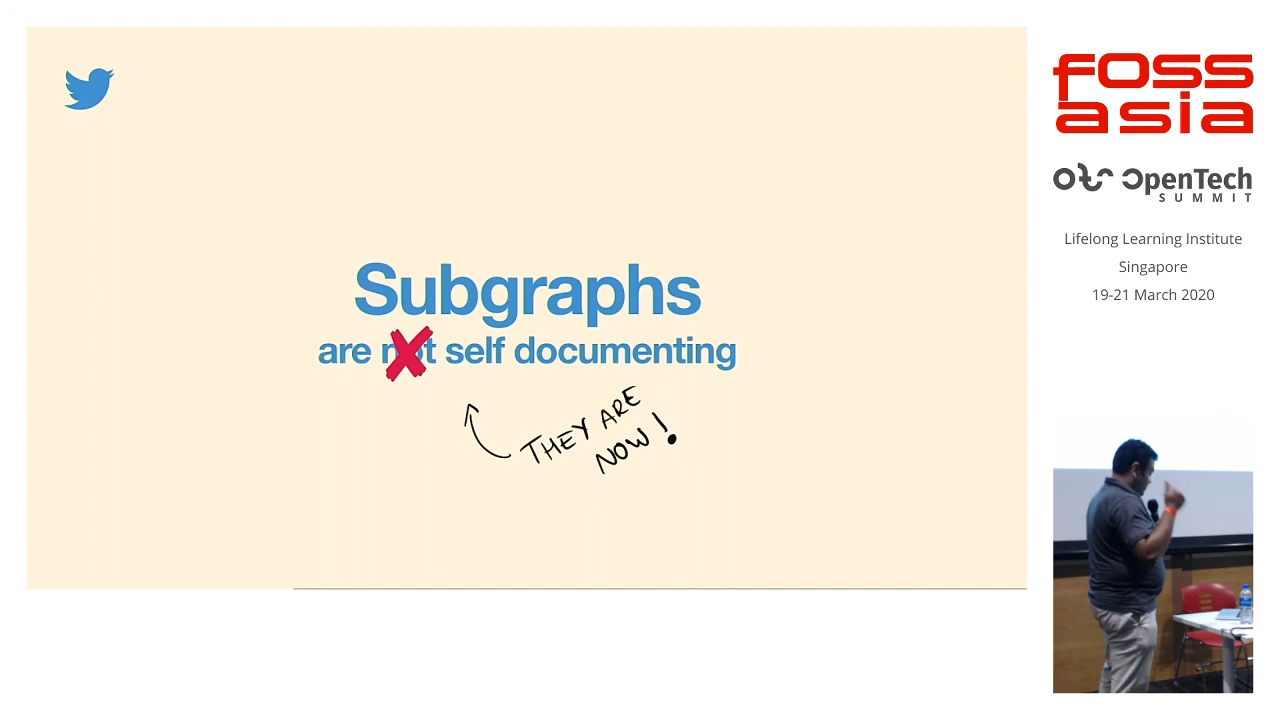 Subgraphs
are not self documenting
THEY ARE
NOW!
foss
asia
OpenTech
SUMMIT
Lifelong Learning Institute
Singapore
19-21 March 2020